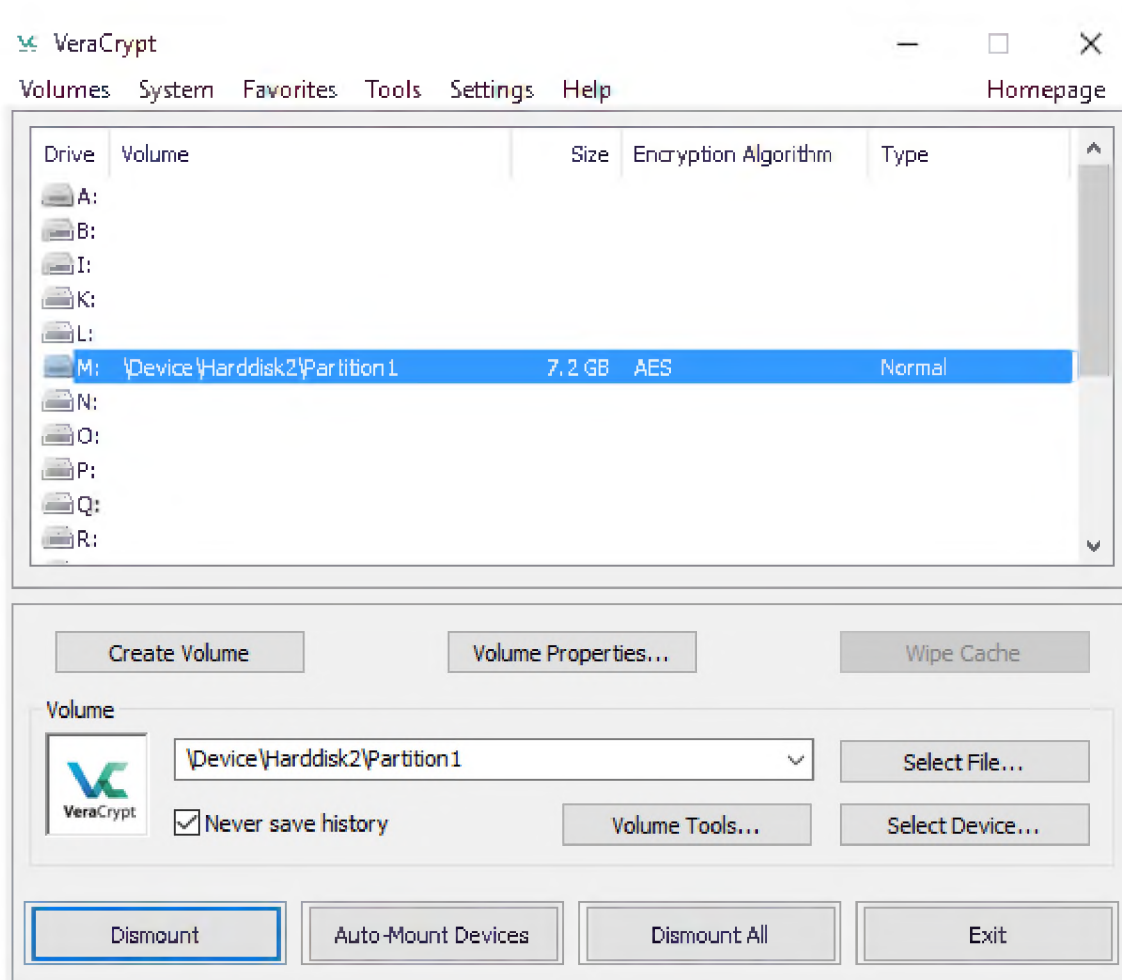 VeraCrypt
Volumes System Favorites Tools Settings Help Homepage
Drive Volume Size Encryption Algorithm Type
A:
B:
I:
K:
L:
M: \Device\Harddisk2\Partition1 7.2 GB AES Normal
N:
O:
P:
Q:
R:
Create Volume Volume Properties... Wipe Cache
Volume
\Device\Harddisk2\Partition1 Select File...
VeraCrypt
Never save history Volume Tools... Select Device...
Dismount Auto-Mount Devices Dismount All Exit